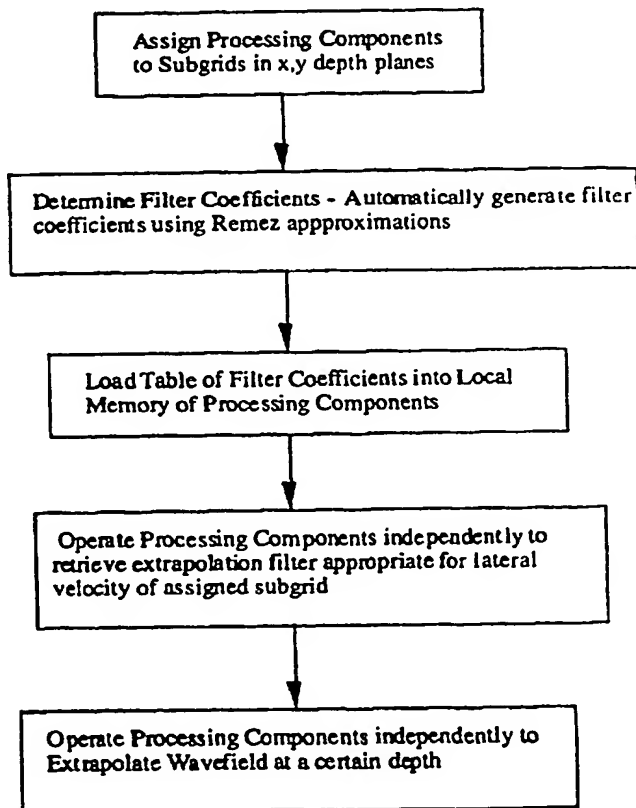 Assign Processing Components
to Subgrids in x,y depth planes
Determine Filter Coefficients - Automatically generate filter
coefficients using Remez appproximations
Load Table of Filter Coefficients into Local
Memory of Processing Components
Operate Processing Components independently to
retrieve extrapolation filter appropriate for lateral
velocity of assigned subgrid
Operate Processing Components independently to
Extrapolate Wavefield at a certain depth